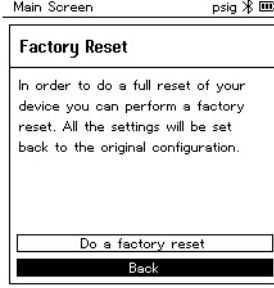 Main Screen psig
Factory Reset
In order to do a full reset of your
device you can perform a factory
reset. All the settings will be set
back to the original configuration.
Do a factory reset
Back